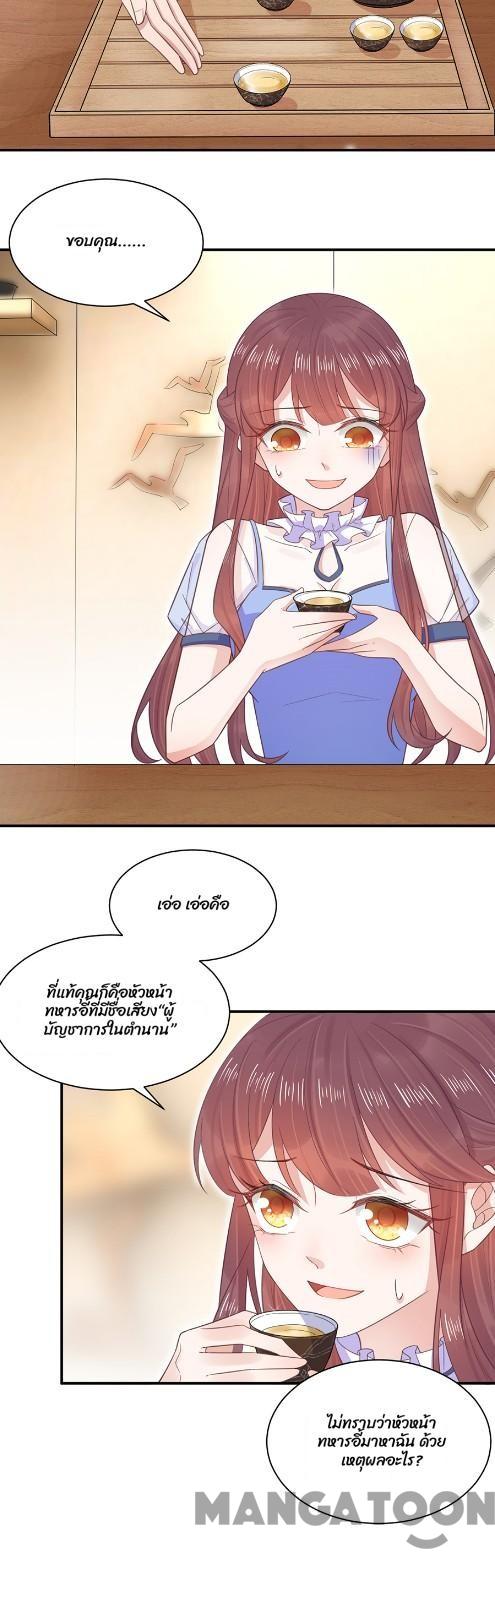 ขอบคุณ......
เอ่อ เอ่อคือ
ที่แท้คุณก็คือหัวหน้า
ทหารอี้ที่มีชื่อเสียง“ผู้
บัญชาการในตำนาน”
ไม่ทราบว่าหัวหน้า
ทหารอี้มาหาฉัน ด้วย
เหตุผลอะไร?
MANGATOON